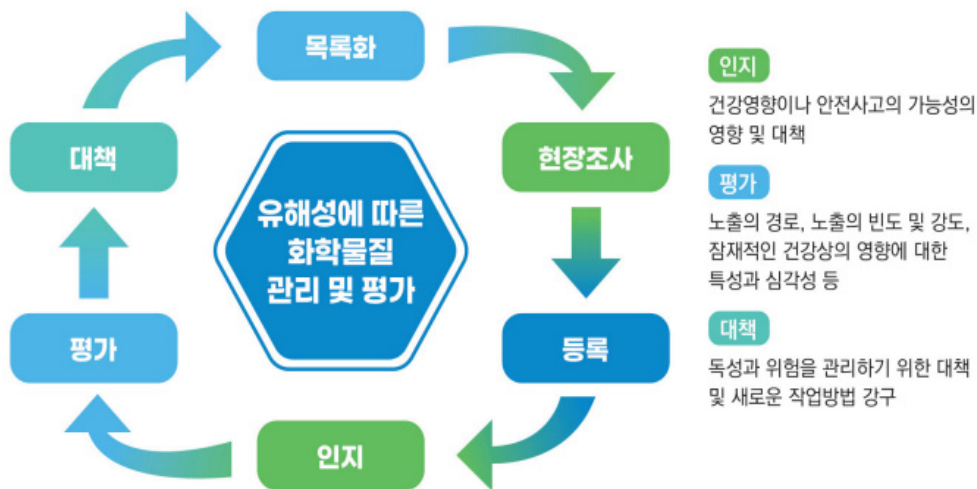 목록화
현장조사
등록
인지
평가
대책
유해성에 따른
화학물질
관리 및 평가
인지
건강영향이나 안전사고의 가능성의
영향 및 대책
평가
노출의 경로, 노출의 빈도 및 강도,
잠재적인 건강상의 영향에 대한
특성과 심각성 등
대책
독성과 위험을 관리하기 위한 대책
및 새로운 작업방법 강구